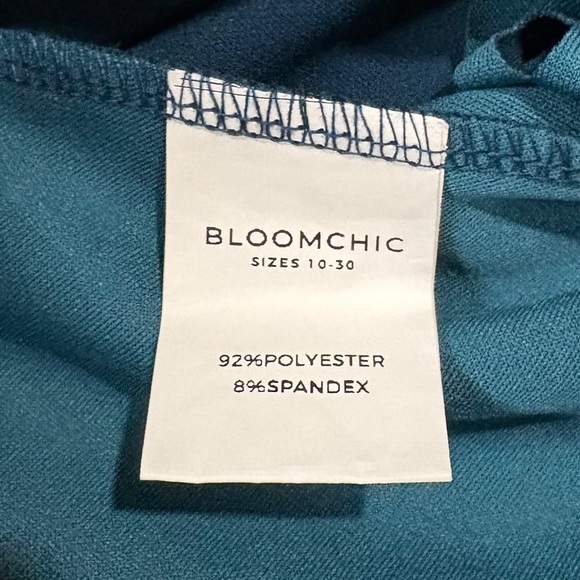 BLOOMCHIC
SIZES 10-30
92%POLYESTER
8%SPANDEX